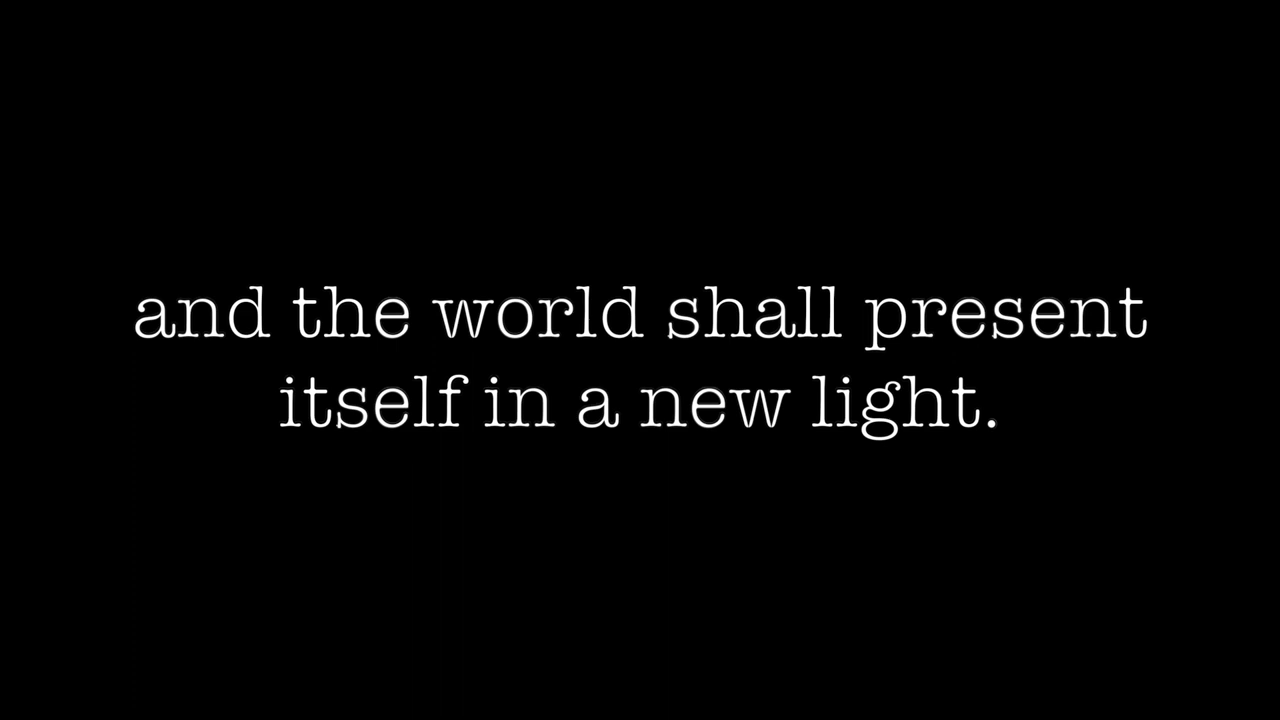 and the world shall present
itself in a new light.